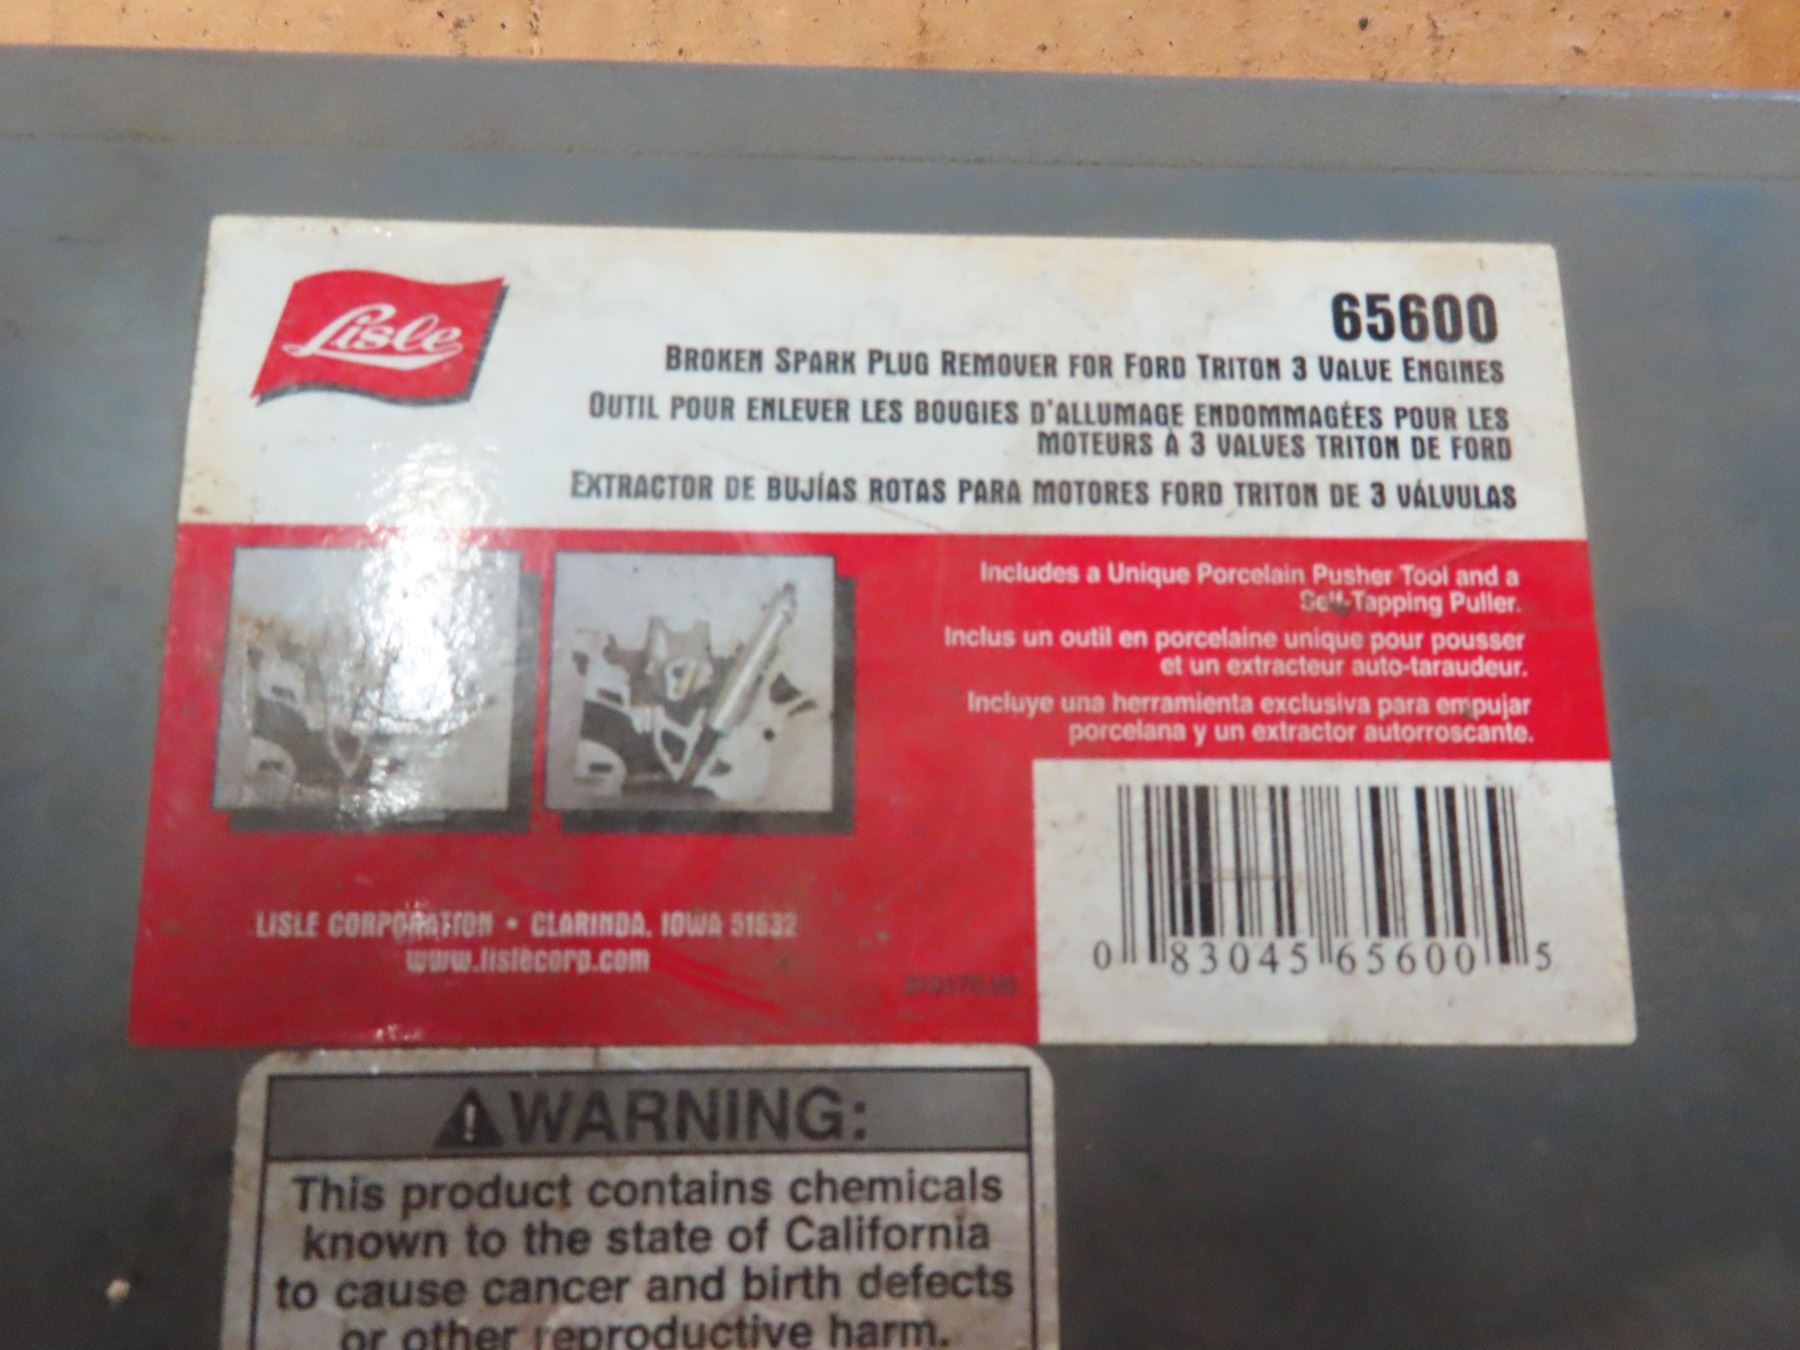 Lisle
65600
BROKEN SPARK PLUG REMOVER FOR FORD TRITON 3 VALVE ENGINES
OUTIL POUR ENLEVER LES BOUGIES D'ALLUMAGE ENDOMMAGÉES POUR LES
MOTEURS À 3 VALVES TRITON DE FORD
EXTRACTOR DE BUJÍAS ROTAS PARA MOTORES FORD TRITON DE 3 VÁLVULAS
Includes a Unique Porcelain Pusher Tool and a
Self-Tapping Puller.
Inclus un outil en porcelaine unique pour pousser
et un extracteur auto-taraudeur.
Incluye una herramienta exclusiva para empujar
porcelana y un extractor autorroscante.
LISLE CORPORATION • CLARINDA, IOWA 51632
www.lislecorp.com
0 83045 65600 5
WARNING:
This product contains chemicals
known to the state of California
to cause cancer and birth defects
or other reproductive harm.